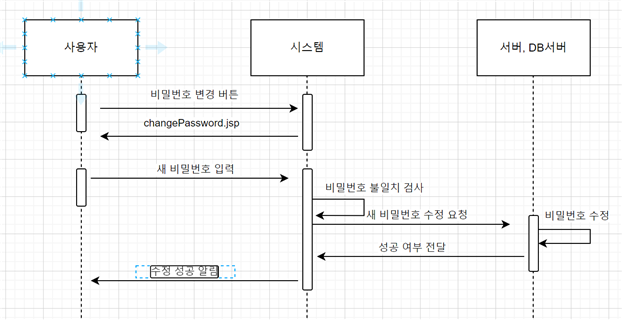 사용자
시스템
서버, DB서버
비밀번호 변경 버튼
changePassword.jsp
새 비밀번호 입력
비밀번호 불일치 검사
새 비밀번호 수정 요청
비밀번호 수정
성공 여부 전달
수정 성공 알림